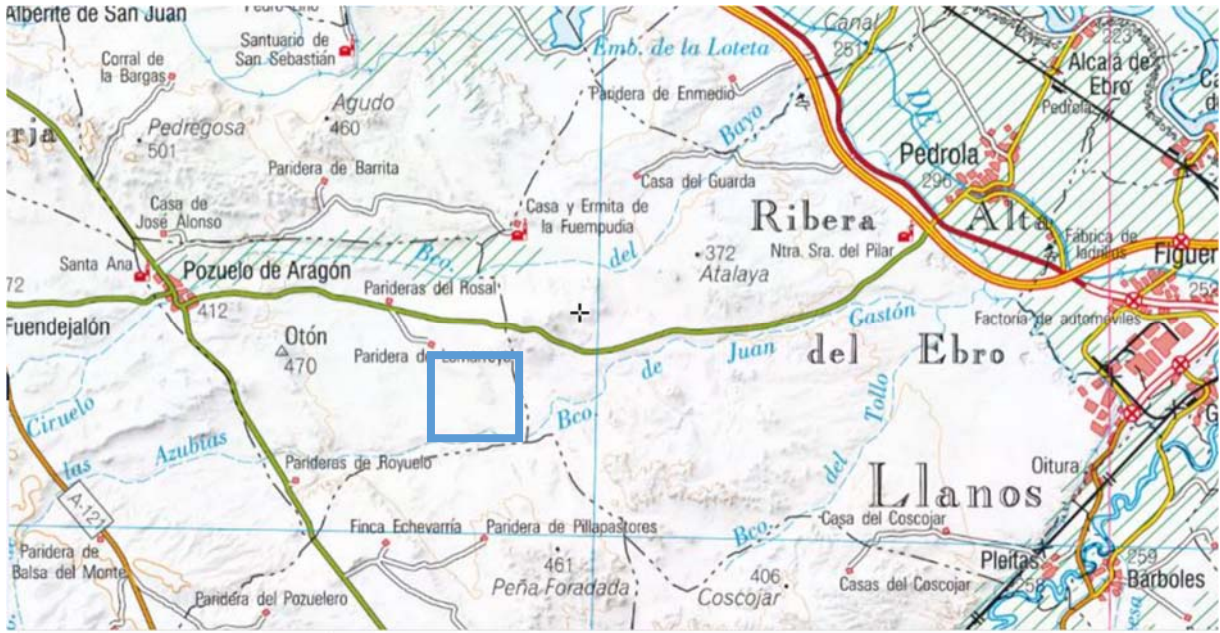 Alberite de San Juan
Santuario de
San Sebastián
Corral de
la Bargas
Agudo
460
Pedregosa
501
rja
Paridera de Barrita
Casa de
José Alonso
Casa y Ermita de
la Fuempudia
Santa Ana
Pozuelo de Aragón
412
72
Fuendejalón
Parideras del Rosal
Otón
470
Bco.
del
Bayo
Emb. de la Loteta
Canal
251
DE
223
Alcalá de
Ebro
Pedrola
Paridera de Enmedio
Casa del Guarda
Pedrola
296
Ribera
Alta
del
Ebro
372
Atalaya
Ntra. Sra. del Pilar
Fábrica de
ladrillos
Figuer
252
Factoría de automóviles
Bco.
de
Juan
Gastón
Ciruelo
las
Azubias
Parideras de Royuelo
A-121
Finca Echevarría
Paridera de Pillapastores
Paridera de
Balsa del Monte
Paridera del Pozuelero
461
Peña Foradada
406
Coscojar
Bco.
del
Tollo
Llanos
Oitura
Casa del Coscojar
Casas del Coscojar
Pleitas
258
259
Bárboles